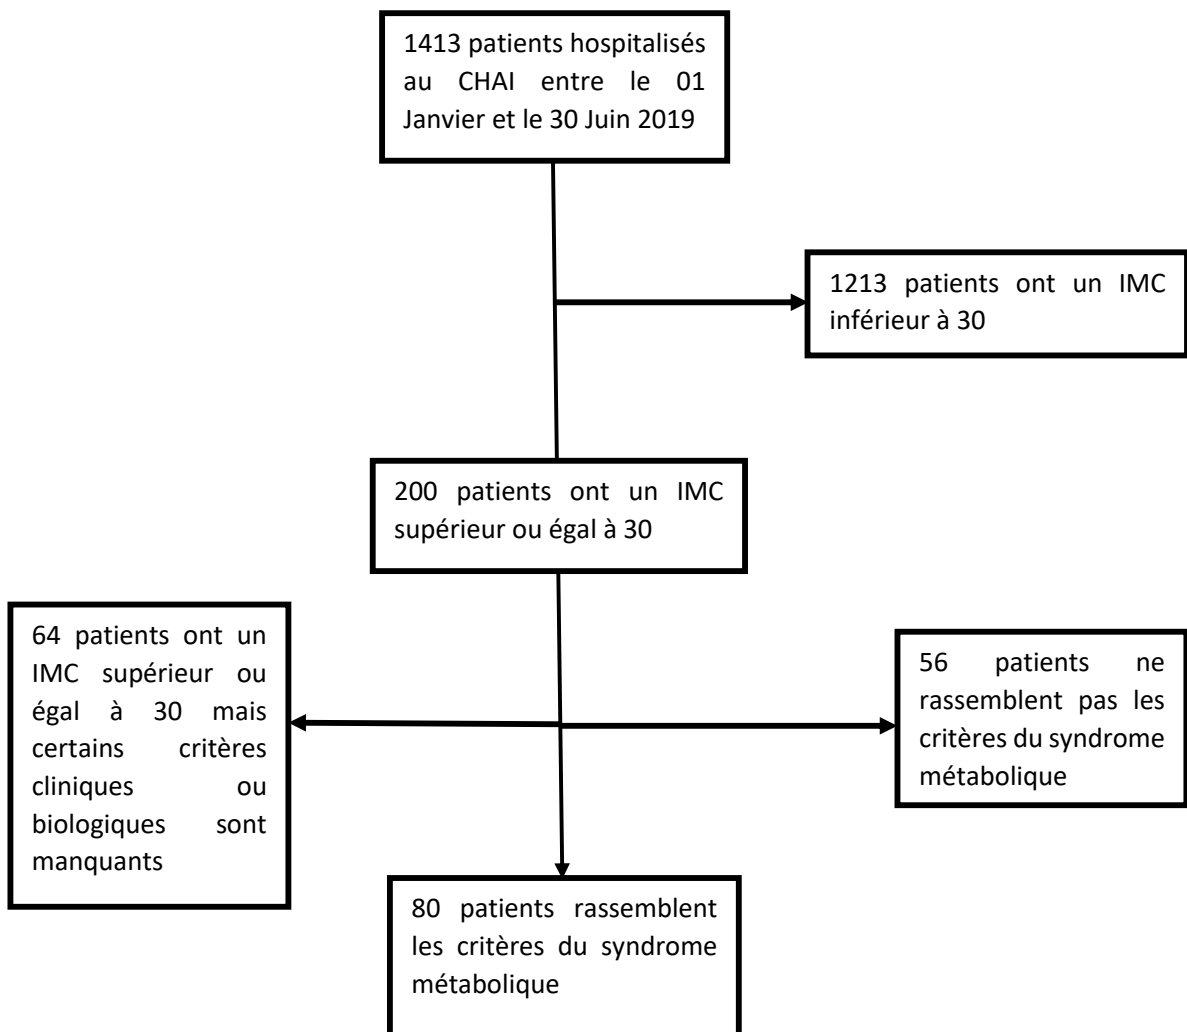 1413 patients hospitalisés
au CHAI entre le 01
Janvier et le 30 Juin 2019
1213 patients ont un IMC
inférieur à 30
200 patients ont un IMC
supérieur ou égal à 30
64 patients ont un
IMC supérieur ou
égal à 30 mais
certains critères
cliniques ou
biologiques sont
manquants
56 patients ne
rassemblent pas les
critères du syndrome
métabolique
80 patients rassemblent
les critères du syndrome
métabolique